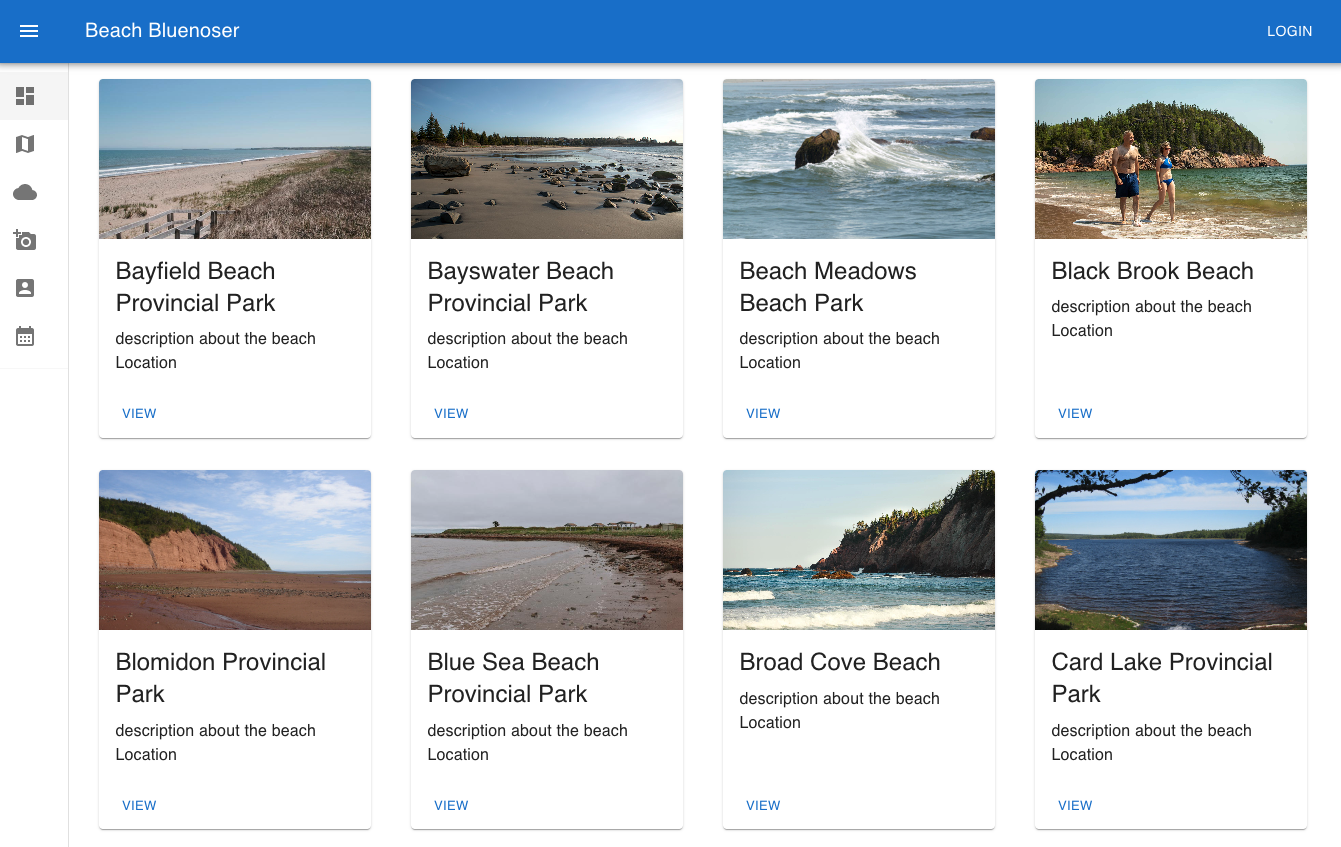 Beach Bluenoser
LOGIN
Bayfield Beach
Provincial Park
description about the beach
Location
VIEW
Bayswater Beach
Provincial Park
description about the beach
Location
VIEW
Beach Meadows
Beach Park
description about the beach
Location
VIEW
Black Brook Beach
description about the beach
Location
VIEW
Blomidon Provincial
Park
description about the beach
Location
VIEW
Blue Sea Beach
Provincial Park
description about the beach
Location
VIEW
Broad Cove Beach
description about the beach
Location
VIEW
Card Lake Provincial
Park
description about the beach
Location
VIEW